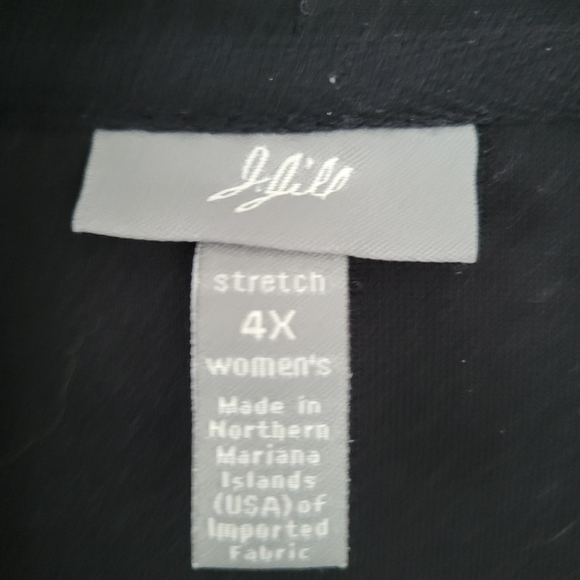 J.Jill
stretch
4X
women's
Made in
Northern
Mariana
Islands
(USA) of
Imported
Fabric